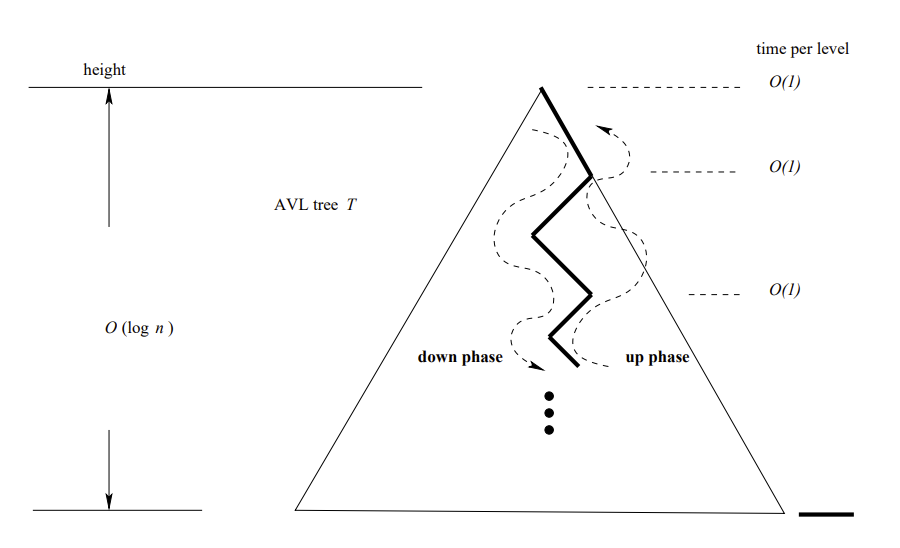 time per level
height
O(1)
O(1)
AVL tree T
O(1)
O (log n )
down phase
up phase